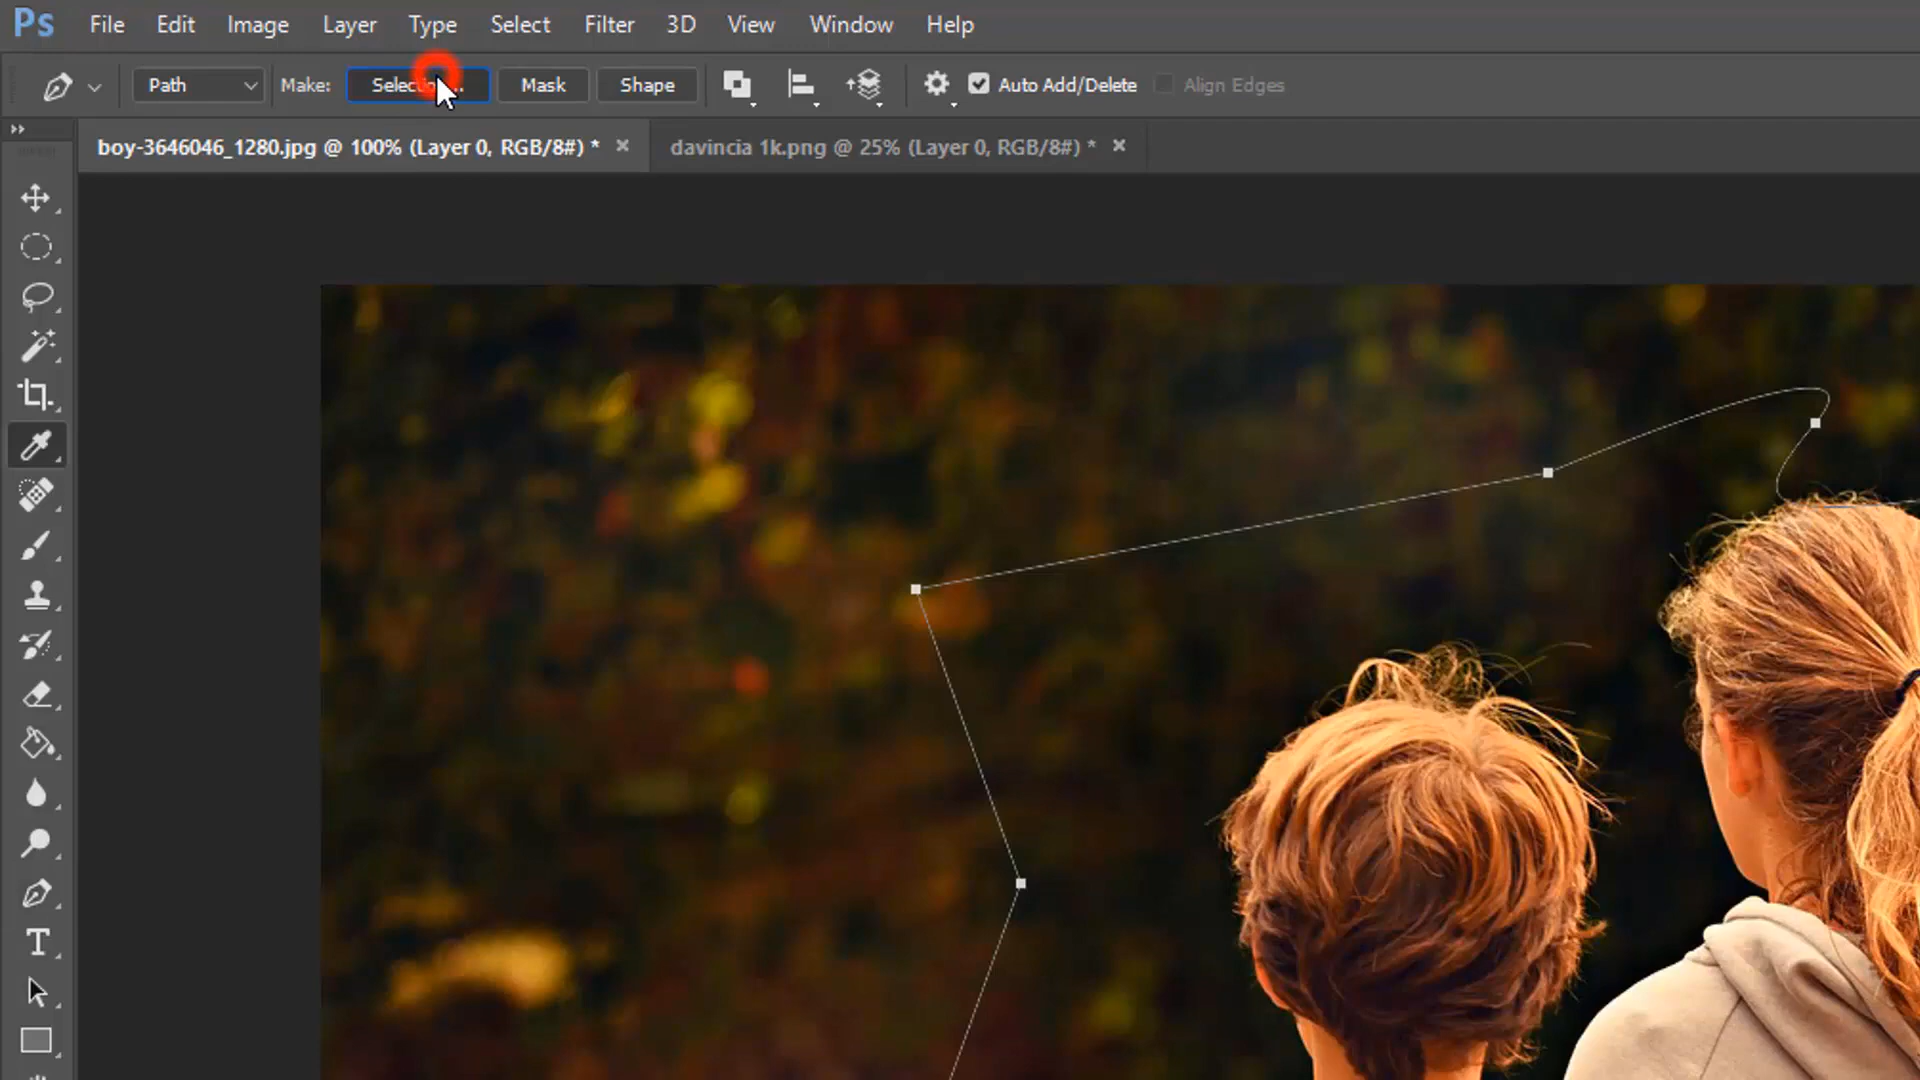 Ps File Edit Image Layer Type Select Filter 3D View Window Help
Path Make: Mask Shape Auto Add/Delete Align Edges
boy-3646046_1280.jpg @ 100% (Layer 0, RGB/8#) * × davincia 1k.png @ 25% (Layer 0, RGB/8#) * ×